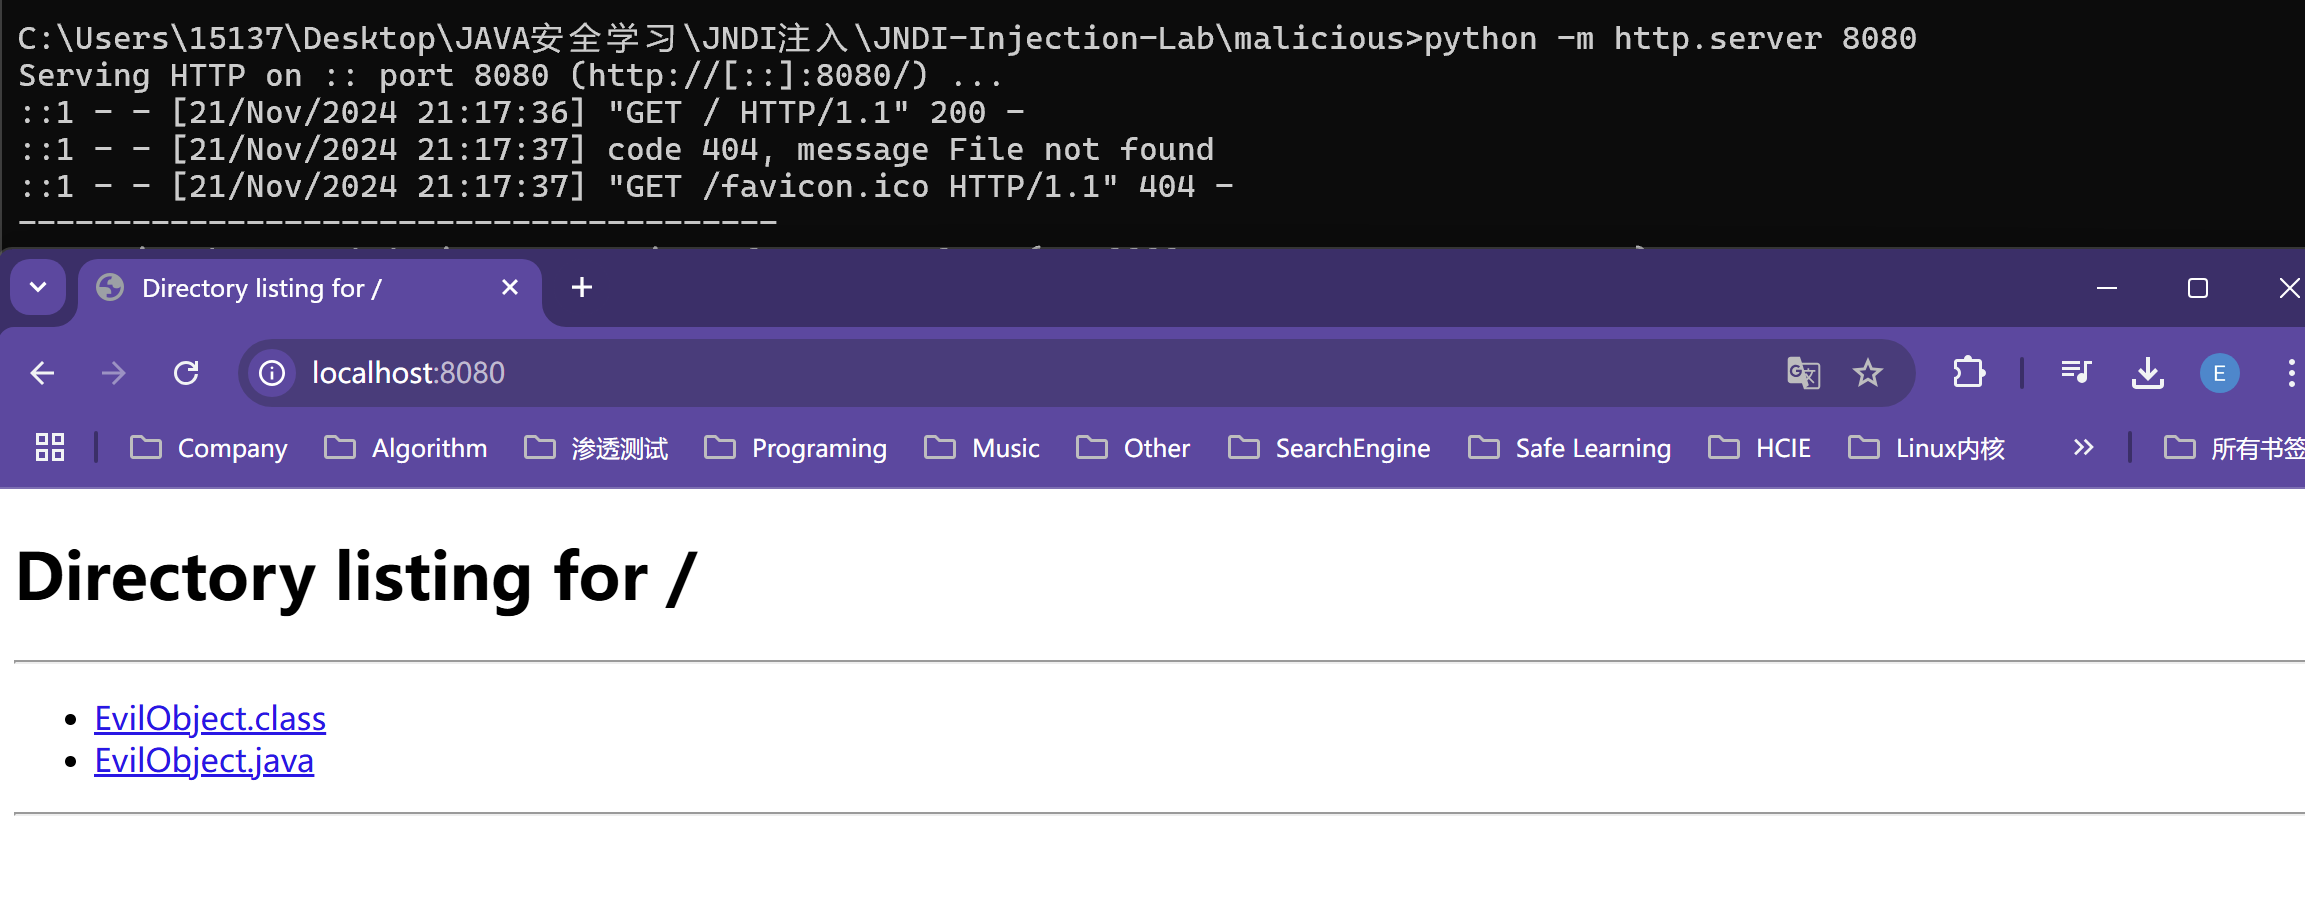 C:\Users\15137\Desktop\JAVA安全学习\JNDI注入\JNDI-Injection-Lab\malicious>python -m http.server 8080
Serving HTTP on :: port 8080 (http://[::]:8080/) ...
::1 - - [21/Nov/2024 21:17:36] "GET / HTTP/1.1" 200 -
::1 - - [21/Nov/2024 21:17:37] code 404, message File not found
::1 - - [21/Nov/2024 21:17:37] "GET /favicon.ico HTTP/1.1" 404 -
----------------------------------------
Directory listing for /
localhost:8080
E
Company Algorithm 渗透测试 Programing Music Other SearchEngine Safe Learning HCIE Linux内核 所有书签
Directory listing for /
EvilObject.class
EvilObject.java